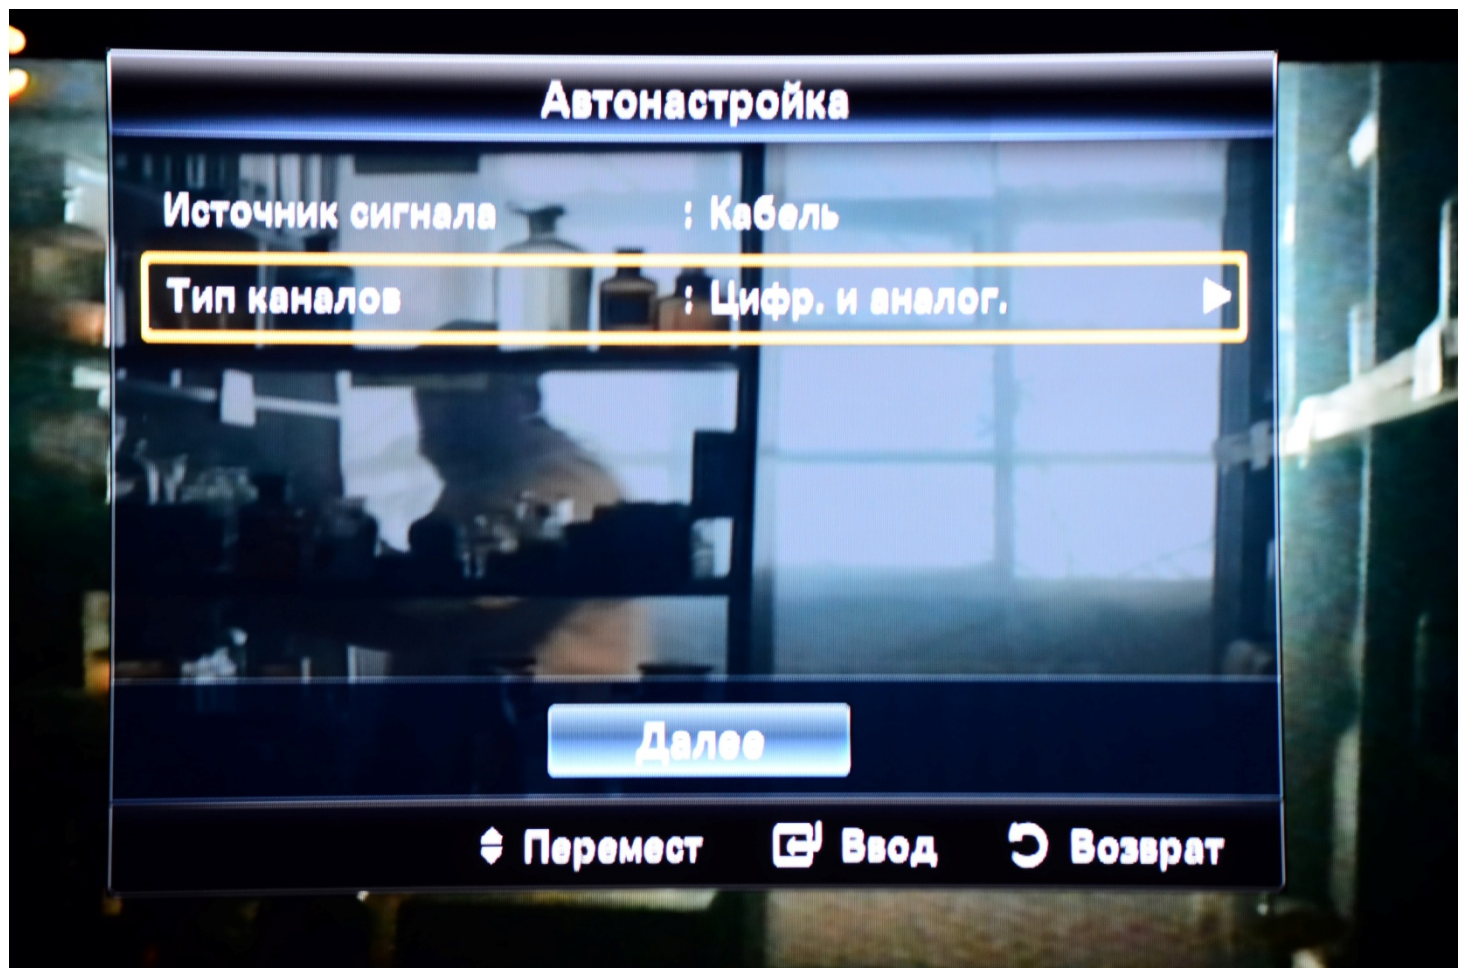 Автонастройка
Источник сигнала : Кабель
Тип каналов : Цифр. и аналог.
Далее
Перемест Ввод Возврат